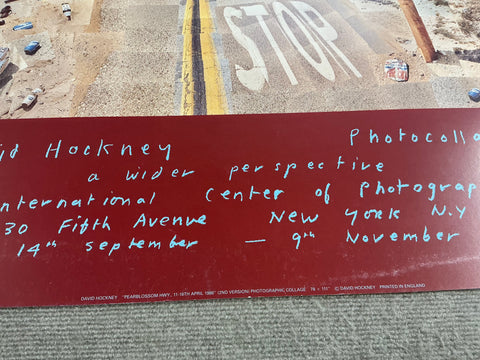 STOP
id Hockney Photocolla
a wider perspective
nternational Center of Photograp
30 Fifth Avenue New York N.Y
14th september — 9th November
DAVID HOCKNEY "PEARBLOSSOM HWY., 11-18TH APRIL 1986" (2ND VERSION) PHOTOGRAPHIC COLLAGE 78 x 111" © DAVID HOCKNEY PRINTED IN ENGLAND